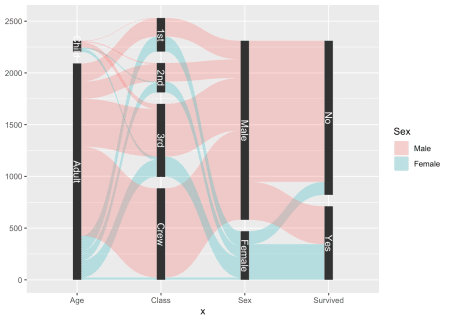 2500
2000
1500
1000
500
0
Child
Adult
1st
2nd
3rd
Crew
Male
Female
No
Yes
Age
Class
Sex
Survived
x
Sex
Male
Female